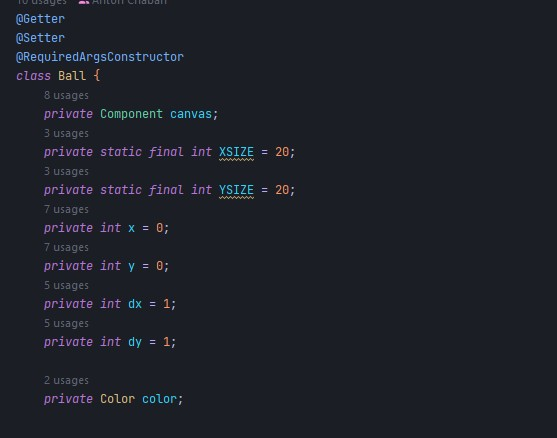 10 usages Anton Chaban
@Getter
@Setter
@RequiredArgsConstructor
class Ball {
8 usages
private Component canvas;
3 usages
private static final int XSIZE = 20;
3 usages
private static final int YSIZE = 20;
7 usages
private int x = 0;
7 usages
private int y = 0;
5 usages
private int dx = 1;
5 usages
private int dy = 1;
2 usages
private Color color;